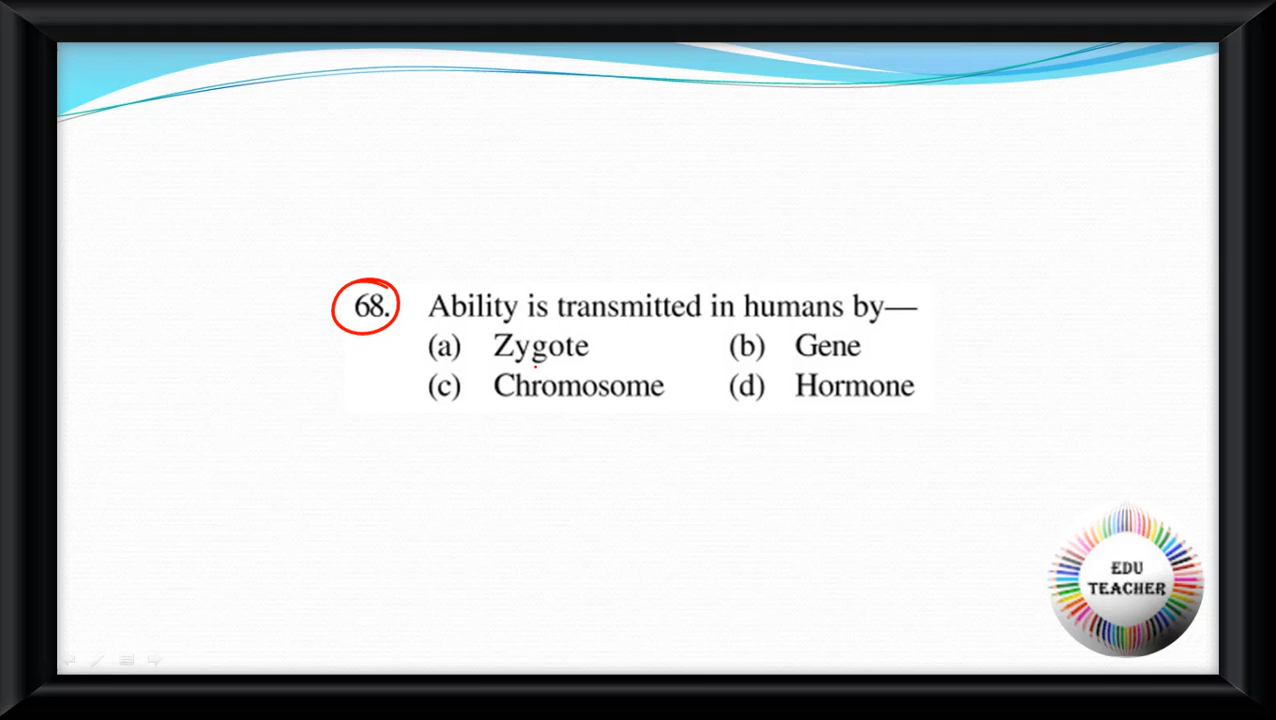 68. Ability is transmitted in humans by—
(a) Zygote (b) Gene
(c) Chromosome (d) Hormone
EDU
TEACHER